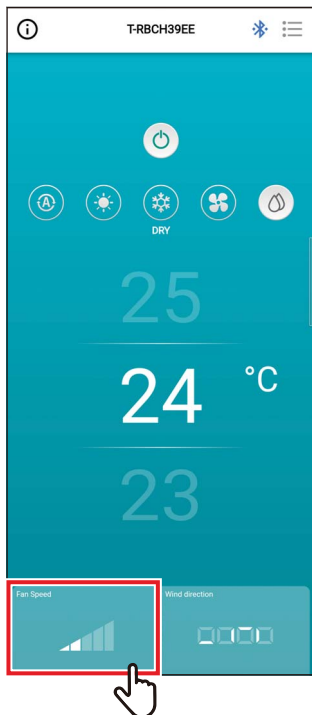 T-RBCH39EE
A
DRY
25
24 °C
23
Fan Speed
Wind direction